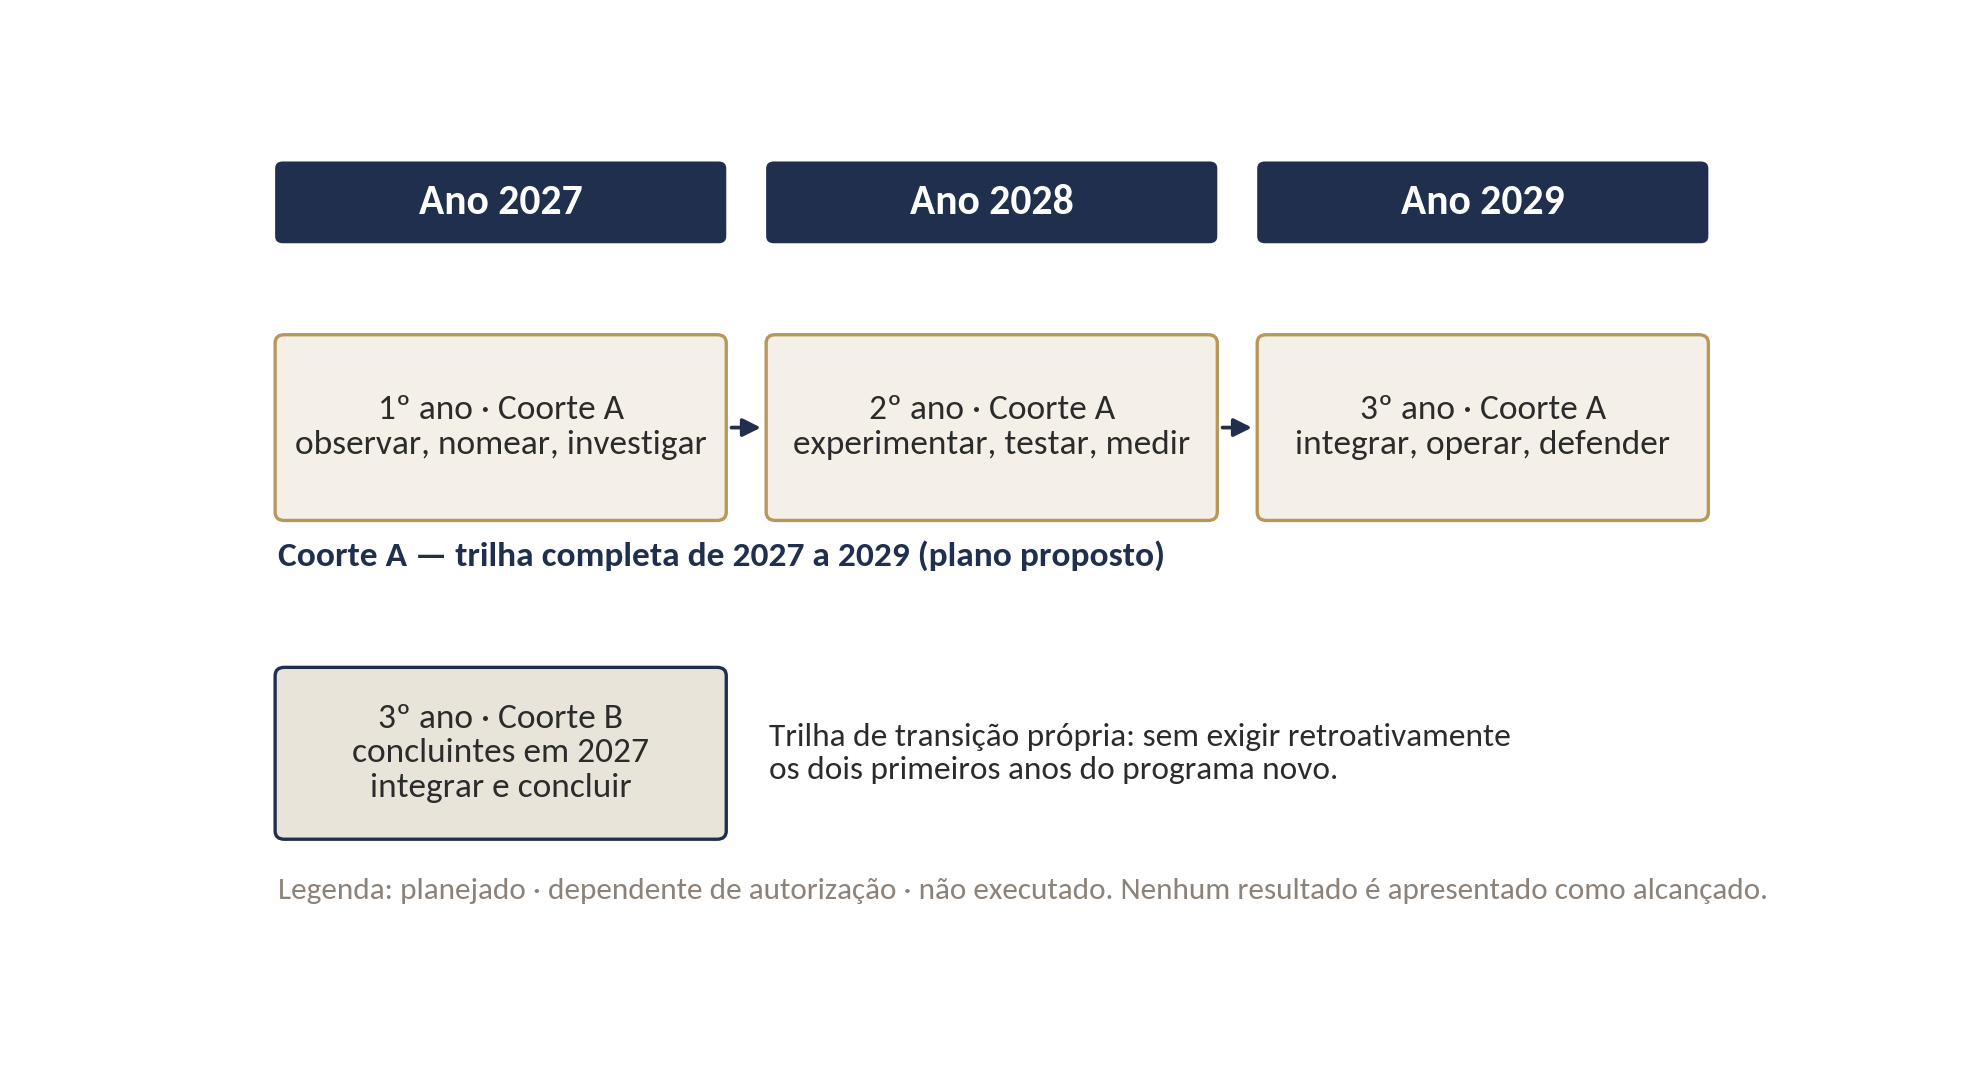 Ano 2027
Ano 2028
Ano 2029
1º ano · Coorte A
observar, nomear, investigar
2º ano · Coorte A
experimentar, testar, medir
3º ano · Coorte A
integrar, operar, defender
Coorte A — trilha completa de 2027 a 2029 (plano proposto)
3º ano · Coorte B
concluintes em 2027
integrar e concluir
Trilha de transição própria: sem exigir retroativamente
os dois primeiros anos do programa novo.
Legenda: planejado · dependente de autorização · não executado. Nenhum resultado é apresentado como alcançado.